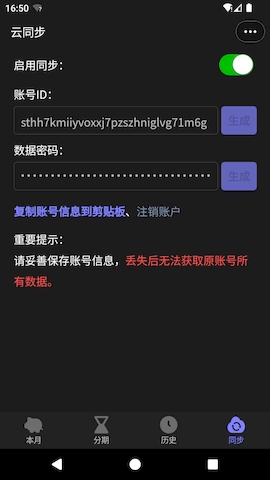 16:50
云同步
启用同步：
账号ID：
sthh7kmiiyvoxxj7pzszhniglvg71m6g
生成
数据密码：
生成
复制账号信息到剪贴板、注销账户
重要提示：
请妥善保存账号信息，丢失后无法获取原账号所
有数据。
本月
分期
历史
同步